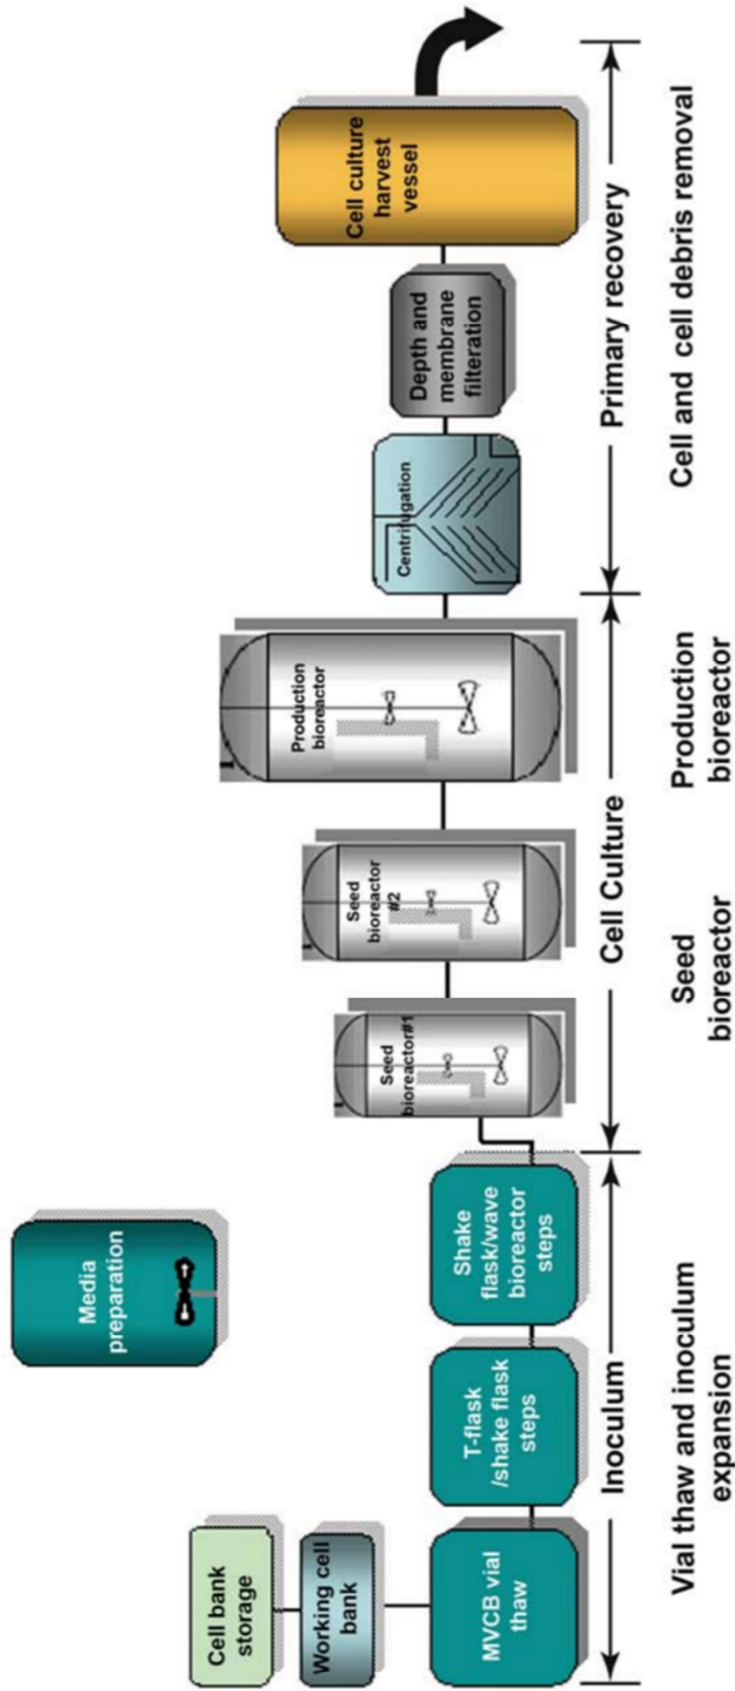 Cell bank
storage
Working cell
bank
MVCB vial
thaw
T-flask
/shake flask
steps
Shake
flask/wave
bioreactor
steps
Media
preparation
Seed
bioreactor#1
Seed
bioreactor
#2
Production
bioreactor
Centrifugation
Depth and
membrane
filteration
Cell culture
harvest
vessel
Inoculum
Cell Culture
Primary recovery
Vial thaw and inoculum
expansion
Seed
bioreactor
Production
bioreactor
Cell and cell debris removal